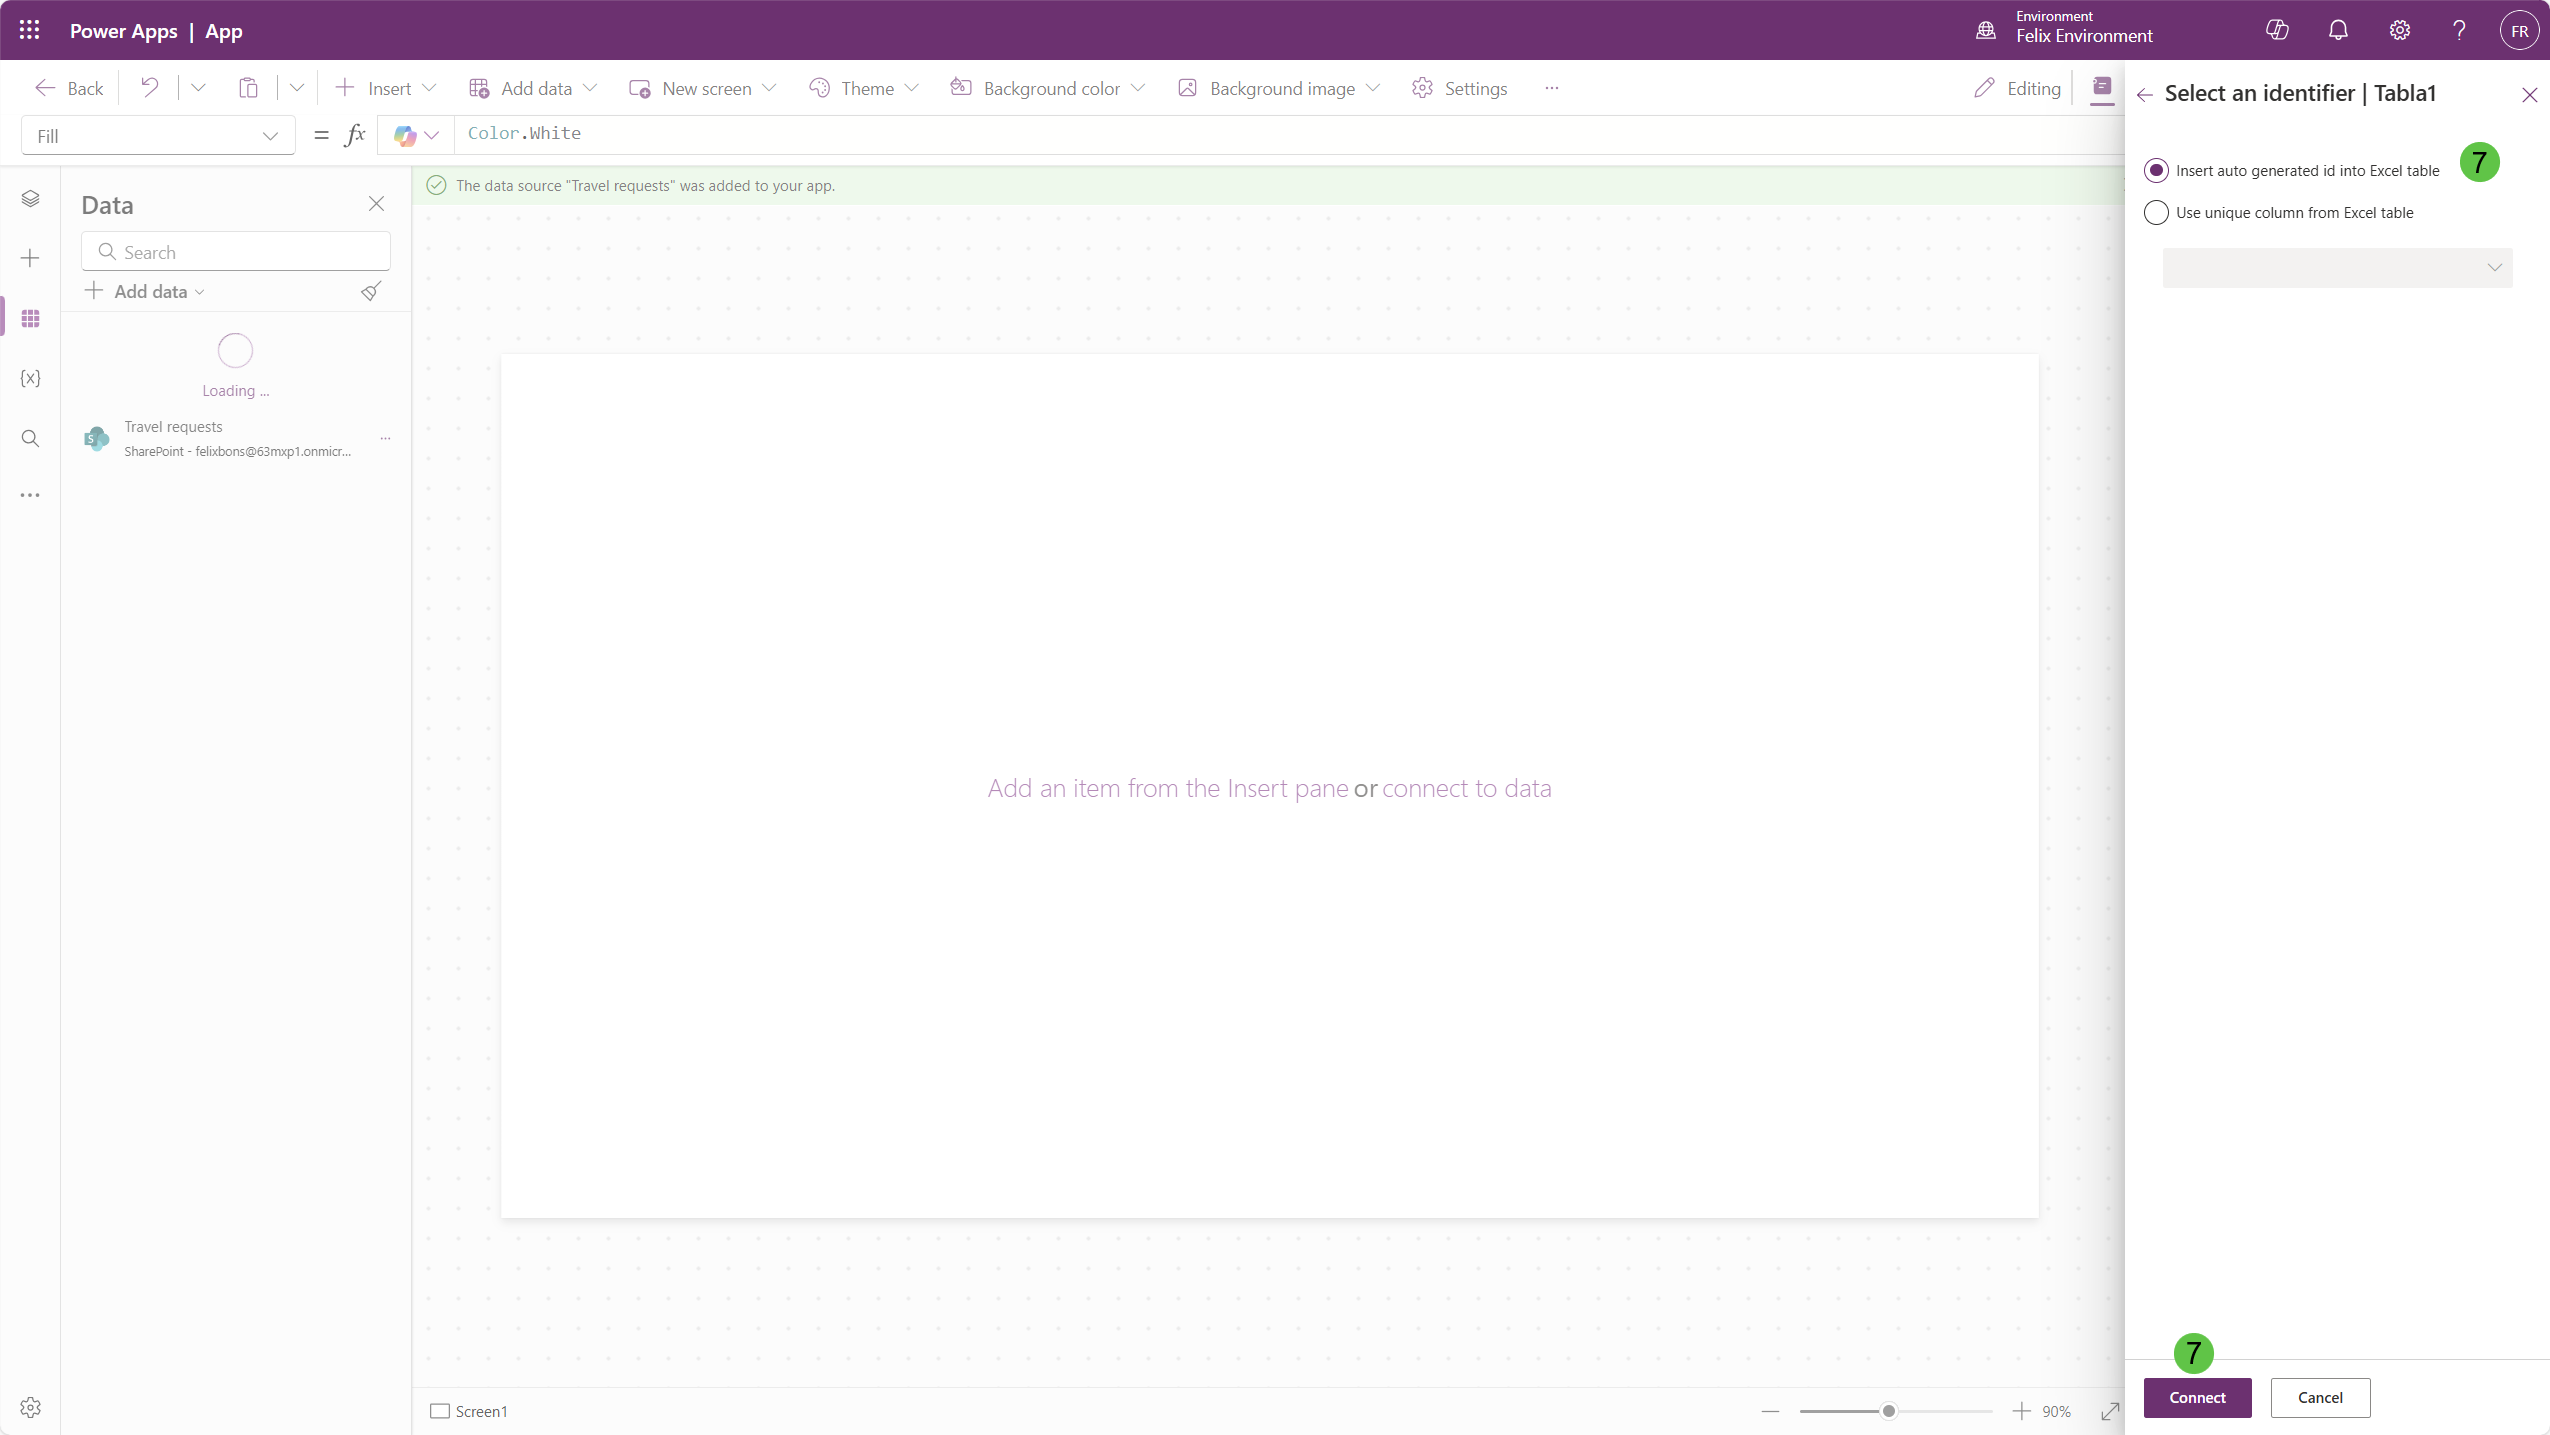 Power Apps | App
Environment
Felix Environment
FR
Back
Insert
Add data
New screen
Theme
Background color
Background image
Settings
...
Editing
Fill
= fx
Color.White
Select an identifier | Tabla1
Insert auto generated id into Excel table
7
Use unique column from Excel table
Data
Search
Add data
Loading ...
Travel requests
SharePoint - felixbons@63mxp1.onmicr...
...
The data source "Travel requests" was added to your app.
Add an item from the Insert pane or connect to data
Screen1
90%
7
Connect
Cancel